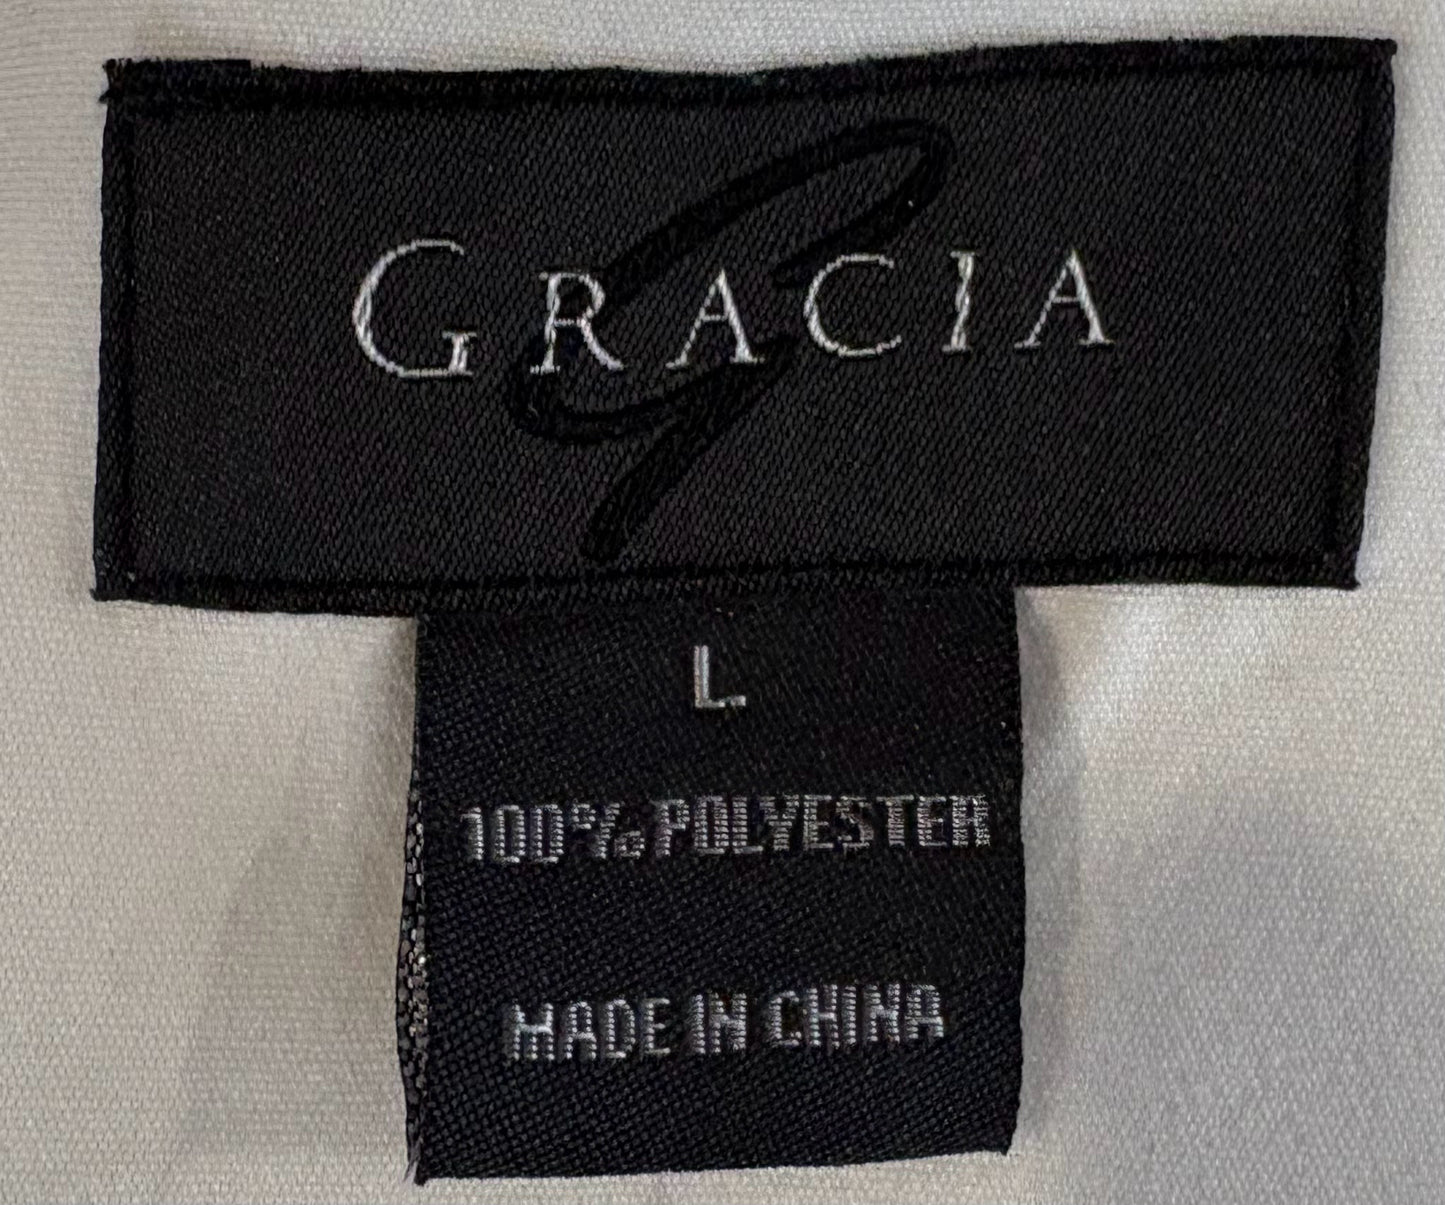 GRACIA
L
100% POLYESTER
MADE IN CHINA